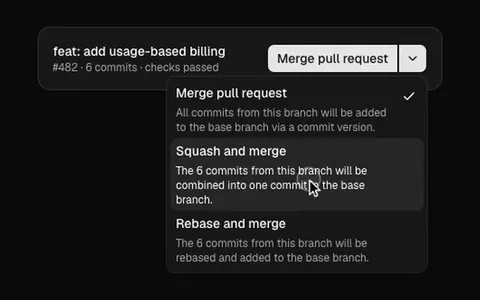 feat: add usage-based billing
#482 · 6 commits · checks passed
Merge pull request
Merge pull request
All commits from this branch will be added
to the base branch via a commit version.
Squash and merge
The 6 commits from this branch will be
combined into one commit the base
branch.
Rebase and merge
The 6 commits from this branch will be
rebased and added to the base branch.